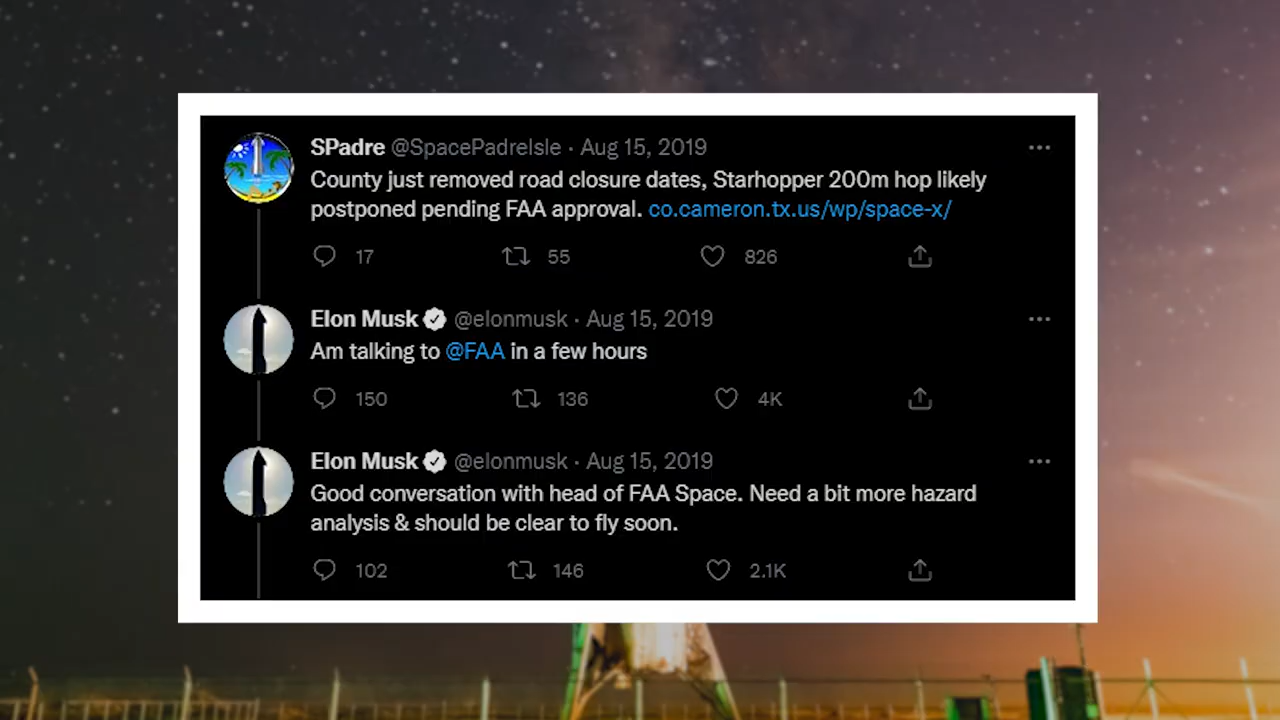 SPadre @SpacePadreIsle · Aug 15, 2019
County just removed road closure dates, Starhopper 200m hop likely
postponed pending FAA approval. co.cameron.tx.us/wp/space-x/
17 55 826
Elon Musk @elonmusk · Aug 15, 2019
Am talking to @FAA in a few hours
150 136 4K
Elon Musk @elonmusk · Aug 15, 2019
Good conversation with head of FAA Space. Need a bit more hazard
analysis & should be clear to fly soon.
102 146 2.1K